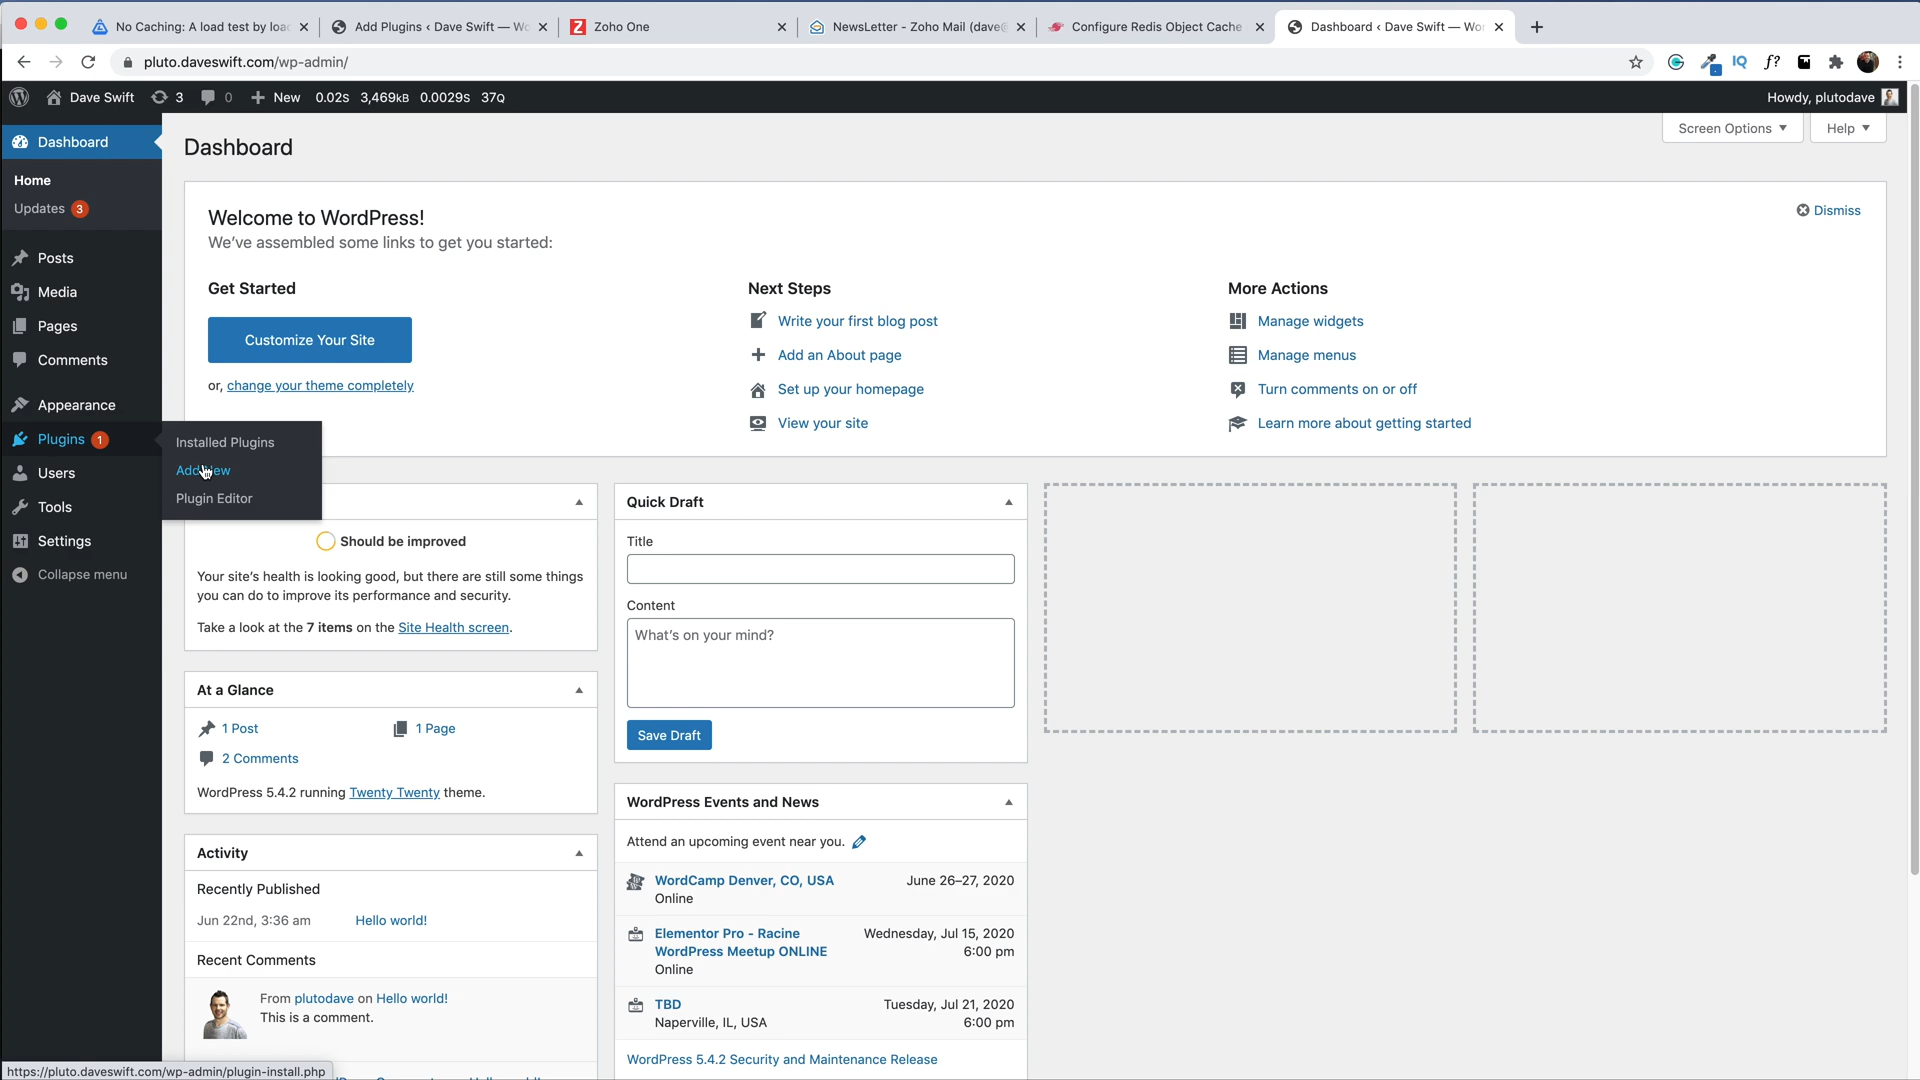 No Caching: A load test by loa
Add Plugins ‹ Dave Swift — Wo
Zoho One
NewsLetter - Zoho Mail (dave@
Configure Redis Object Cache
Dashboard ‹ Dave Swift — Wor
pluto.daveswift.com/wp-admin/
IQ
f?
Dave Swift
3
0
New
0.02s 3,469kB 0.0029s 37Q
Howdy, plutodave
Dashboard
Home
Updates 3
Posts
Media
Pages
Comments
Appearance
Plugins 1
Users
Tools
Settings
Collapse menu
Installed Plugins
Add New
Plugin Editor
Dashboard
Screen Options
Help
Welcome to WordPress!
We've assembled some links to get you started:
Dismiss
Get Started
Customize Your Site
or, change your theme completely
Next Steps
Write your first blog post
Add an About page
Set up your homepage
View your site
More Actions
Manage widgets
Manage menus
Turn comments on or off
Learn more about getting started
Should be improved
Your site's health is looking good, but there are still some things
you can do to improve its performance and security.
Take a look at the 7 items on the Site Health screen.
At a Glance
1 Post
1 Page
2 Comments
WordPress 5.4.2 running Twenty Twenty theme.
Activity
Recently Published
Jun 22nd, 3:36 am
Hello world!
Recent Comments
From plutodave on Hello world!
This is a comment.
Quick Draft
Title
Content
What's on your mind?
Save Draft
WordPress Events and News
Attend an upcoming event near you.
WordCamp Denver, CO, USA
June 26–27, 2020
Online
Elementor Pro - Racine
WordPress Meetup ONLINE
Wednesday, Jul 15, 2020
6:00 pm
Online
TBD
Tuesday, Jul 21, 2020
Naperville, IL, USA
6:00 pm
WordPress 5.4.2 Security and Maintenance Release
https://pluto.daveswift.com/wp-admin/plugin-install.php